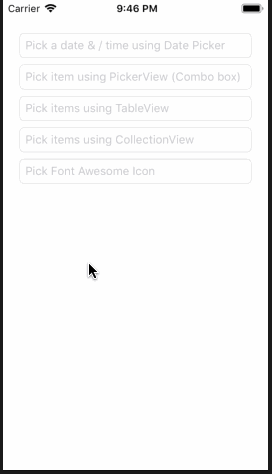 Carrier 9:46 PM
Pick a date & / time using Date Picker
Pick item using PickerView (Combo box)
Pick items using TableView
Pick items using CollectionView
Pick Font Awesome Icon